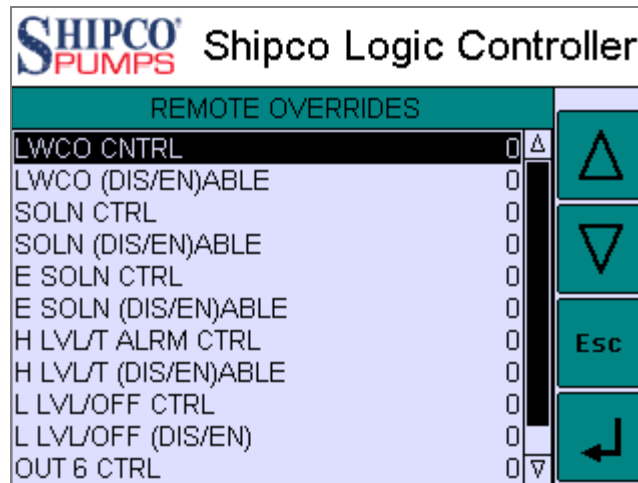 SHIPCO®
PUMPS
Shipco Logic Controller
REMOTE OVERRIDES
LWCO CNTRL 0
LWCO (DIS/EN)ABLE 0
SOLN CTRL 0
SOLN (DIS/EN)ABLE 0
E SOLN CTRL 0
E SOLN (DIS/EN)ABLE 0
H LVL/T ALRM CTRL 0
H LVL/T (DIS/EN)ABLE 0
L LVL/OFF CTRL 0
L LVL/OFF (DIS/EN) 0
OUT 6 CTRL 0
Esc